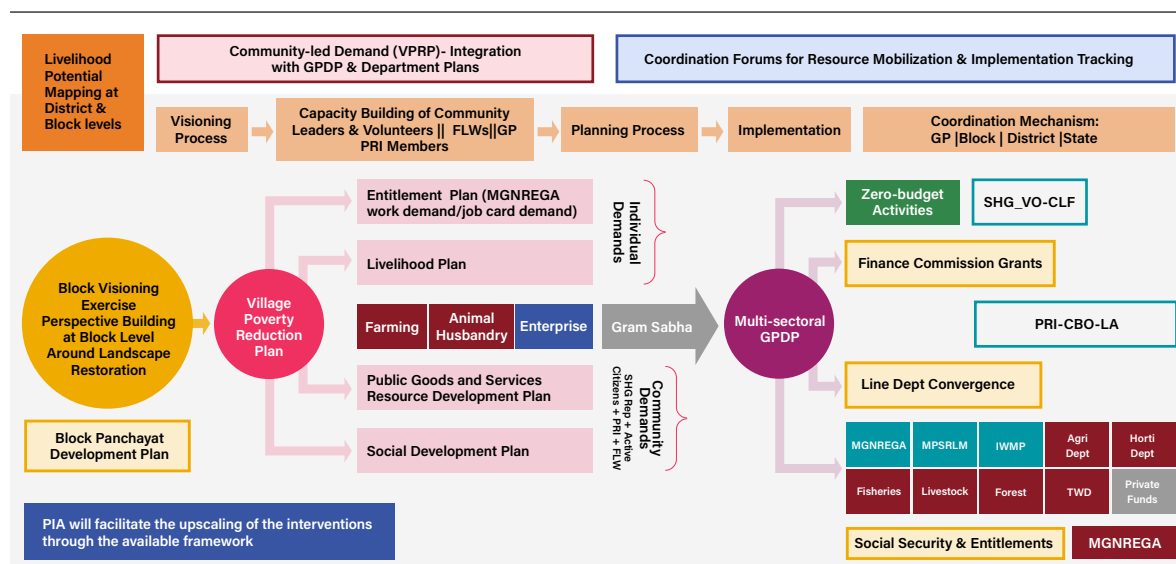 Livelihood
Potential
Mapping at
District &
Block levels
Community-led Demand (VPRP)- Integration
with GPDP & Department Plans
Coordination Forums for Resource Mobilization & Implementation Tracking
Visioning
Process
Capacity Building of Community
Leaders & Volunteers || FLWs||GP
PRI Members
Planning Process
Implementation
Coordination Mechanism:
GP |Block | District |State
Block Visioning
Exercise
Perspective Building
at Block Level
Around Landscape
Restoration
Block Panchayat
Development Plan
Village
Poverty
Reduction
Plan
Entitlement Plan (MGNREGA
work demand/job card demand)
Livelihood Plan
Farming
Animal
Husbandry
Enterprise
Public Goods and Services
Resource Development Plan
Social Development Plan
Individual
Demands
Gram Sabha
Community
Demands
SHG Rep + Active
Citizens + PRI + FLW
Multi-sectoral
GPDP
Zero-budget
Activities
SHG_VO-CLF
Finance Commission Grants
PRI-CBO-LA
Line Dept Convergence
MGNREGA
MPSRLM
IWMP
Agri
Dept
Horti
Dept
Fisheries
Livestock
Forest
TWD
Private
Funds
Social Security & Entitlements
MGNREGA
PIA will facilitate the upscaling of the interventions
through the available framework